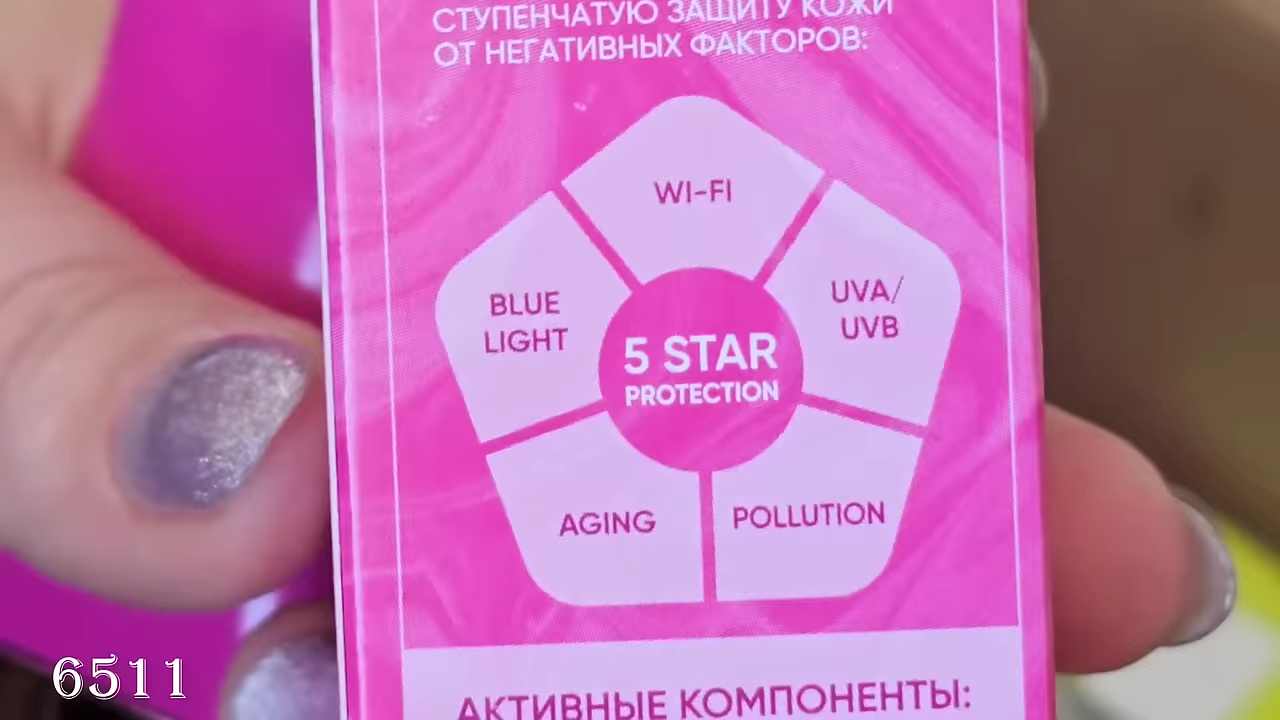 СТУПЕНЧАТУЮ ЗАЩИТУ КОЖИ
ОТ НЕГАТИВНЫХ ФАКТОРОВ:
WI-FI
BLUE
LIGHT
UVA/
UVB
5 STAR
PROTECTION
AGING
POLLUTION
АКТИВНЫЕ КОМПОНЕНТЫ:
6511